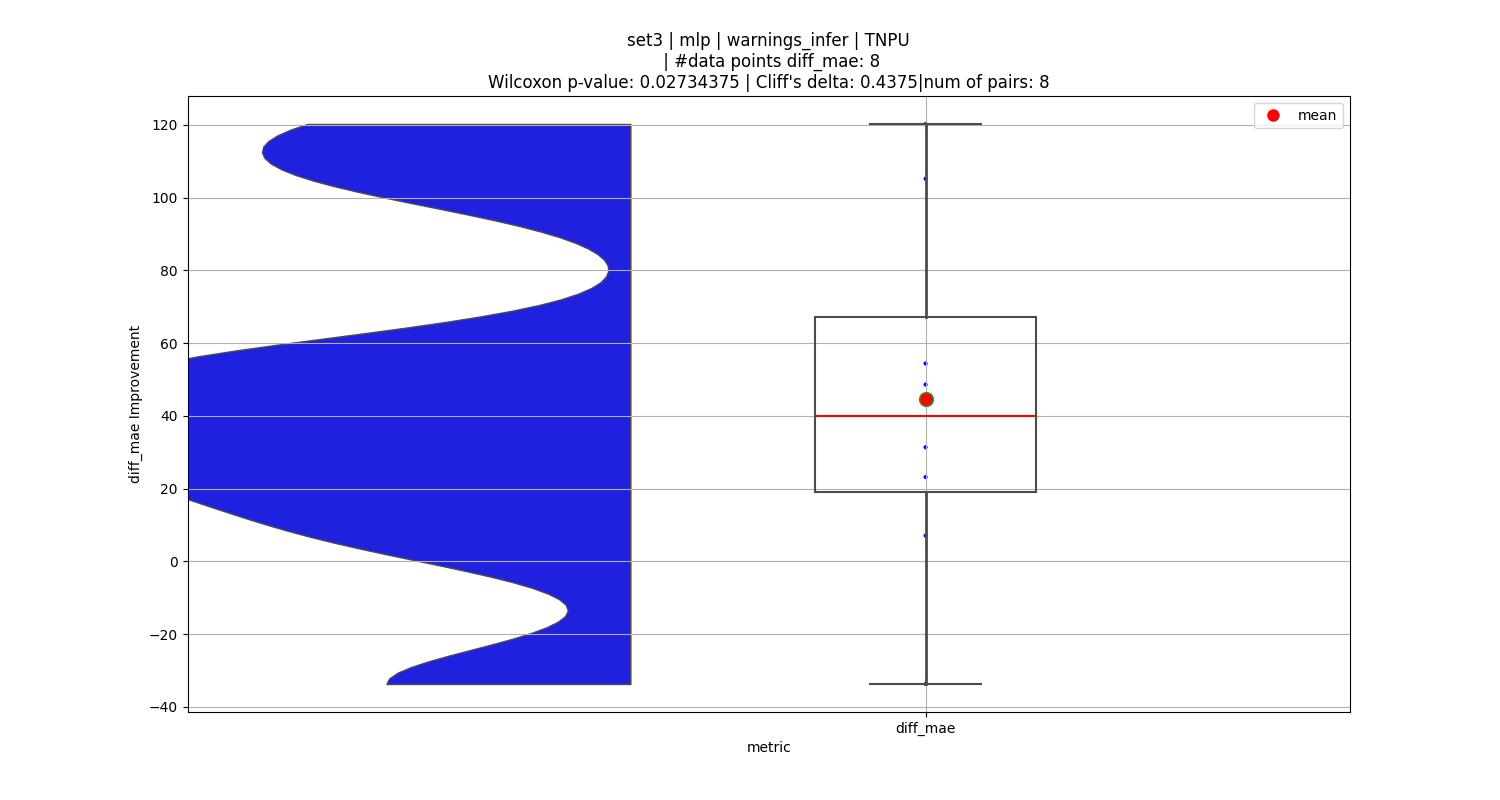 set3 | mlp | warnings_infer | TNPU
| #data points diff_mae: 8
Wilcoxon p-value: 0.02734375 | Cliff's delta: 0.4375|num of pairs: 8
mean
120
100
80
60
40
20
0
−20
−40
diff_mae Improvement
diff_mae
metric